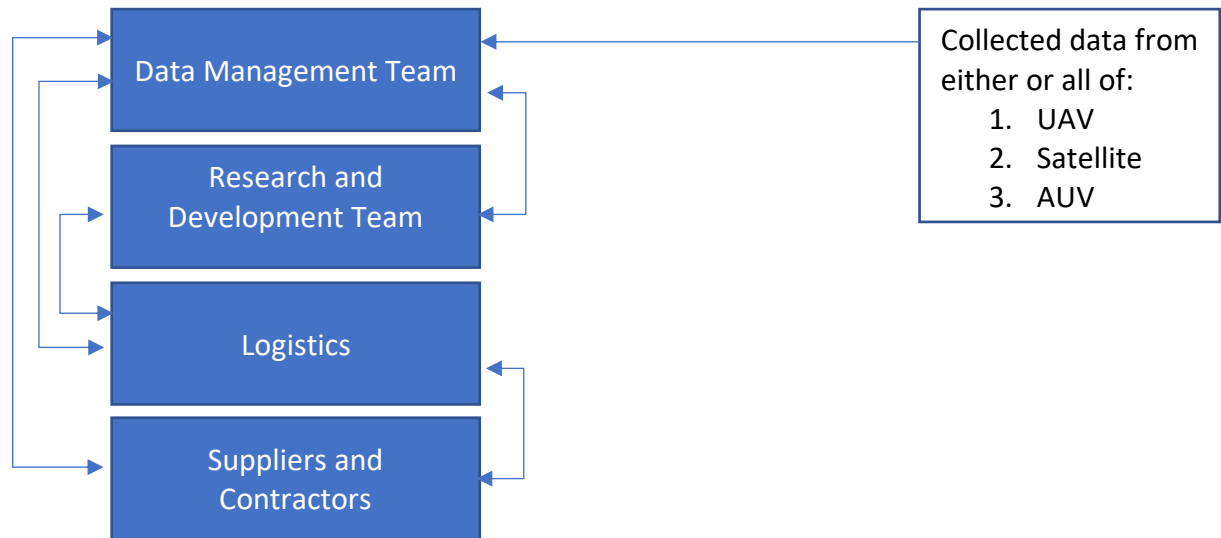 Data Management Team
Research and
Development Team
Logistics
Suppliers and
Contractors
Collected data from
either or all of:
1. UAV
2. Satellite
3. AUV